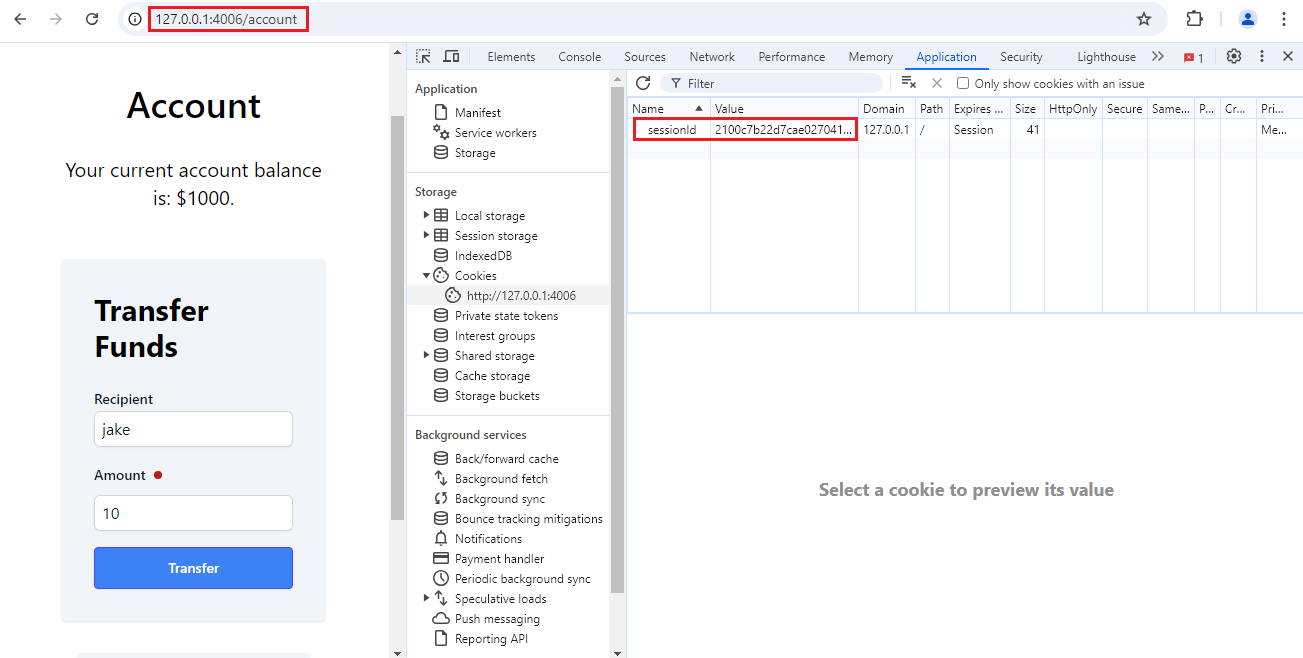 127.0.0.1:4006/account
Account
Your current account balance
is: $1000.
Transfer
Funds
Recipient
jake
Amount
10
Transfer
Elements Console Sources Network Performance Memory Application Security Lighthouse 1
Application
Manifest
Service workers
Storage
Storage
Local storage
Session storage
IndexedDB
Cookies
http://127.0.0.1:4006
Private state tokens
Interest groups
Shared storage
Cache storage
Storage buckets
Background services
Back/forward cache
Background fetch
Background sync
Bounce tracking mitigations
Notifications
Payment handler
Periodic background sync
Speculative loads
Push messaging
Reporting API
Filter Only show cookies with an issue
Name Value Domain Path Expires ... Size HttpOnly Secure Same... P... Cr... Pri...
sessionId 2100c7b22d7cae027041... 127.0.0.1 / Session 41 Me...
Select a cookie to preview its value